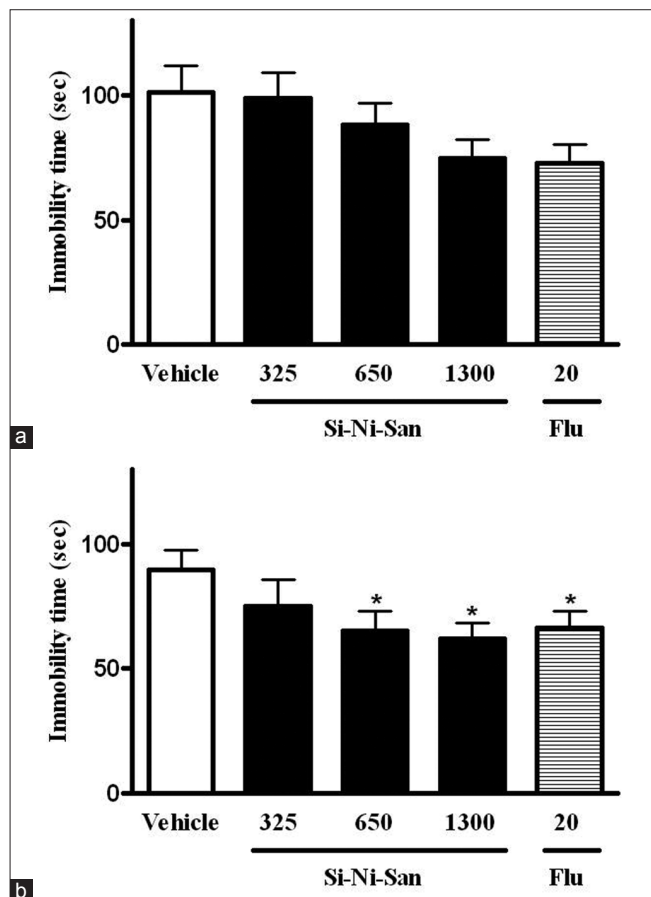 Immobility time (sec)
100
50
0
Vehicle 325 650 1300 20
Si-Ni-San Flu
a
Immobility time (sec)
100
* * *
50
0
Vehicle 325 650 1300 20
Si-Ni-San Flu
b